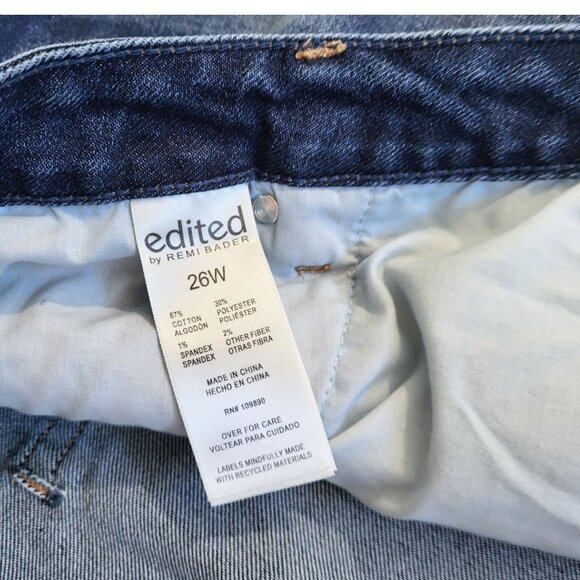 edited
by REMI BADER
26W
67% 30%
COTTON POLYESTER
ALGODÓN POLIÉSTER
1% 2%
SPANDEX OTHER FIBER
SPANDEX OTRAS FIBRA
MADE IN CHINA
HECHO EN CHINA
RN# 109890
OVER FOR CARE
VOLTEAR PARA CUIDADO
LABELS MINDFULLY MADE
WITH RECYCLED MATERIALS